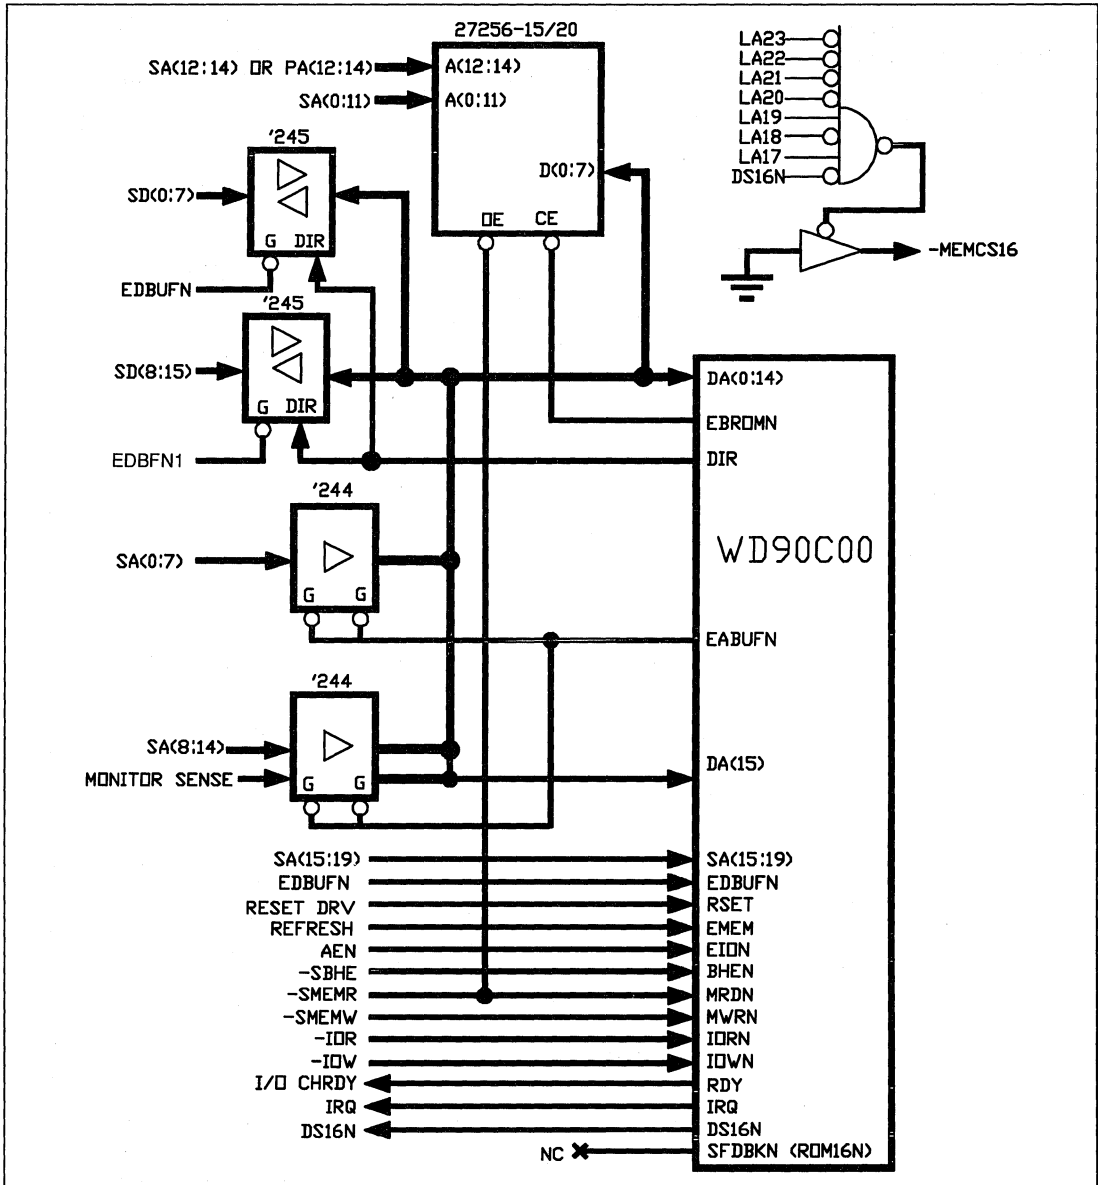 27256-15/20
SA(12:14) OR PA(12:14)
A(12:14)
SA(0:11)
A(0:11)
D(0:7)
OE
CE
LA23
LA22
LA21
LA20
LA19
LA18
LA17
DS16N
-MEMCS16
'245
SD(0:7)
G DIR
EDBUFN
'245
SD(8:15)
G DIR
EDBFN1
DA(0:14)
EBROMN
DIR
WD90C00
'244
SA(0:7)
G G
EABUFN
'244
SA(8:14)
MONITOR SENSE
G G
DA(15)
SA(15:19) SA(15:19)
EDBUFN EDBUFN
RESET DRV RSET
REFRESH EMEM
AEN EION
-SBHE BHEN
-SMEMR MRDN
-SMEMW MWRN
-IOR IORN
-IOW IOWN
I/O CHRDY RDY
IRQ IRQ
DS16N DS16N
NC SFDBKN (ROM16N)